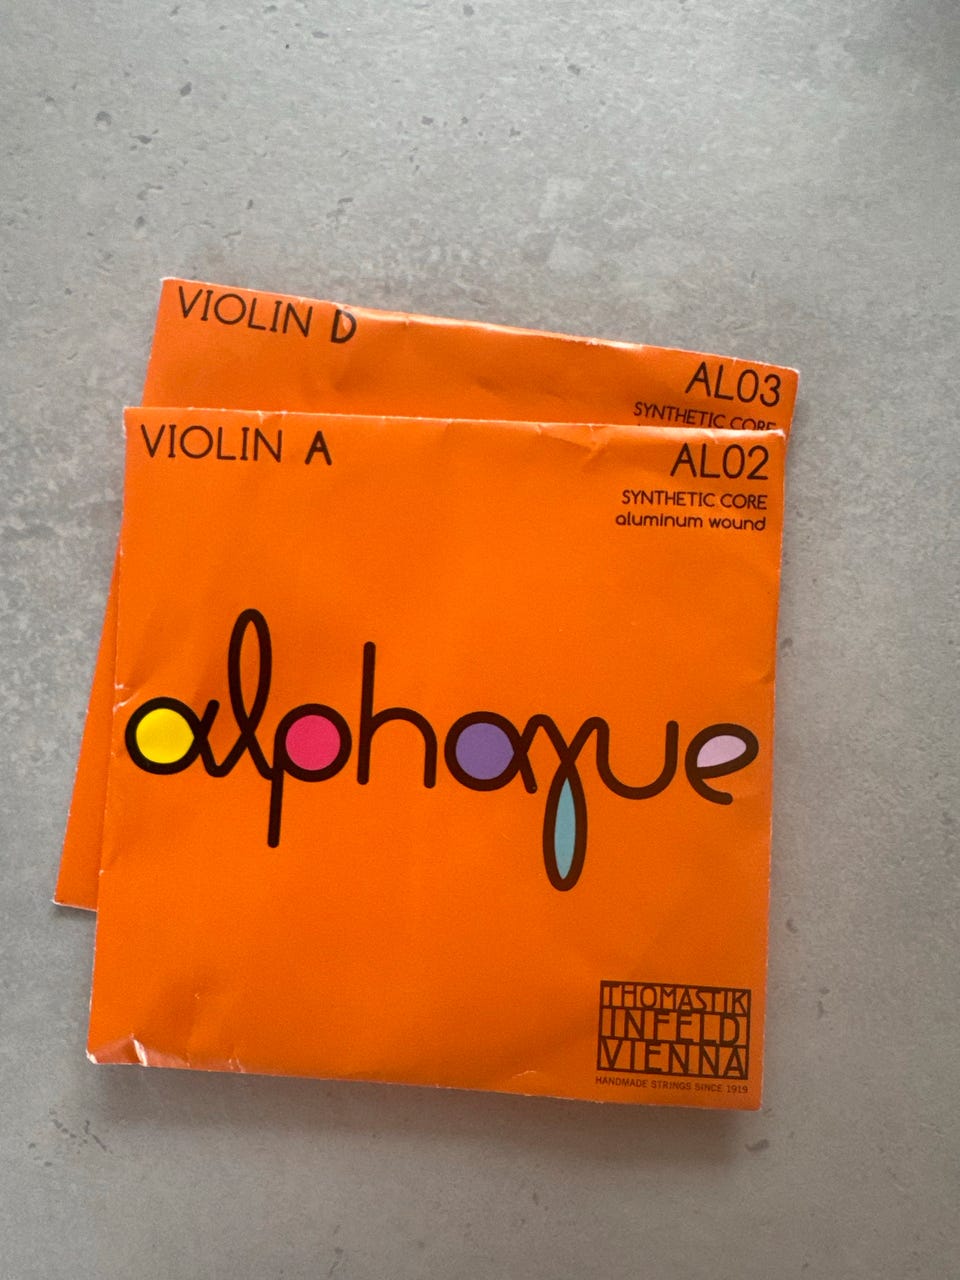 VIOLIN D
AL03
SYNTHETIC CORE
VIOLIN A
AL02
SYNTHETIC CORE
aluminum wound
alphayue
THOMASTIK
INFELD
VIENNA
HANDMADE STRINGS SINCE 1919